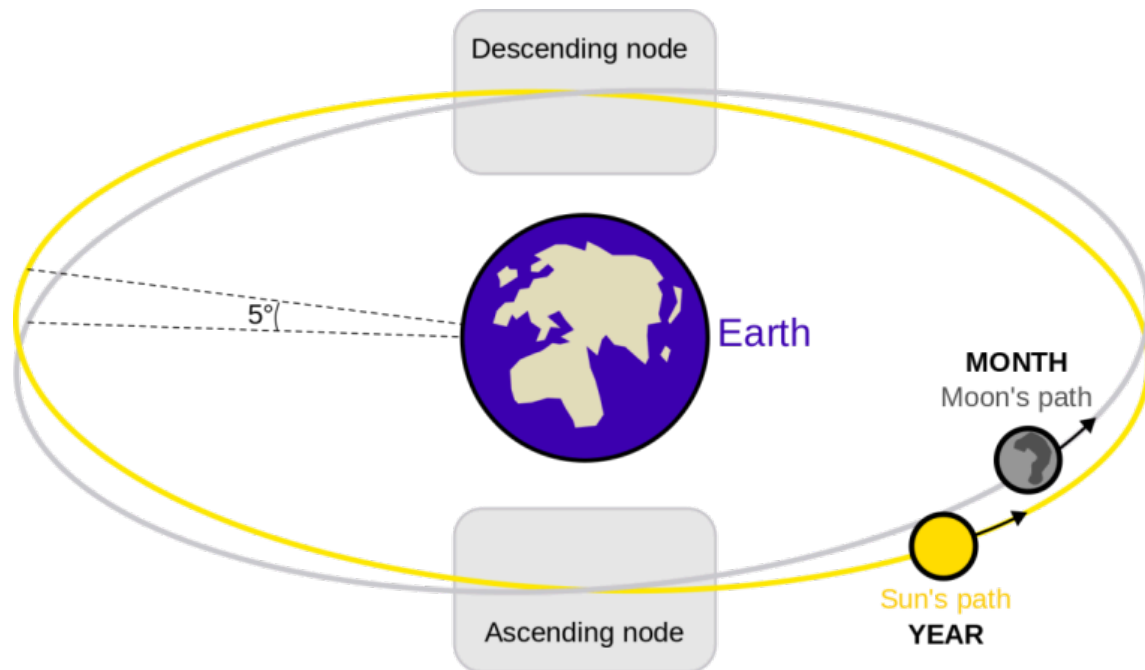 Descending node
5°
Earth
MONTH
Moon's path
Sun's path
YEAR
Ascending node